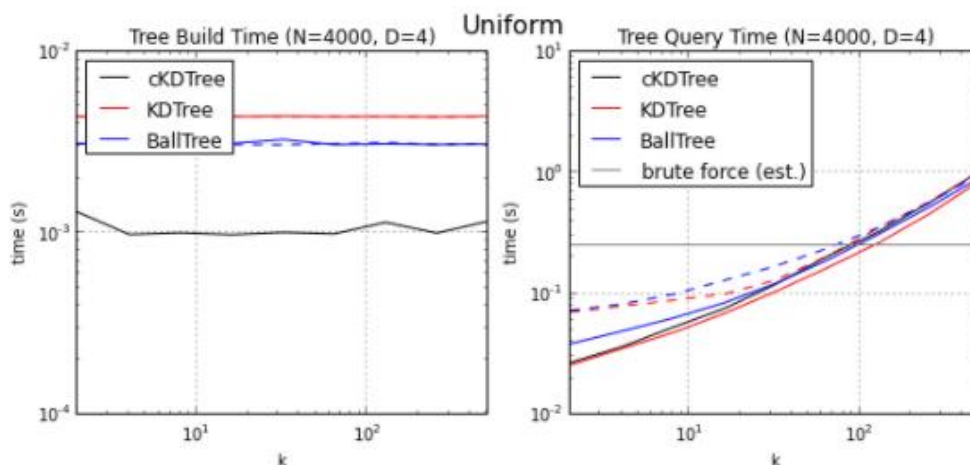 Uniform
Tree Build Time (N=4000, D=4)
10^-2
10^-3
10^-4
time (s)
cKDTree
KDTree
BallTree
10^1
10^2
k
Tree Query Time (N=4000, D=4)
10^1
10^0
10^-1
10^-2
time (s)
cKDTree
KDTree
BallTree
brute force (est.)
10^1
10^2
k